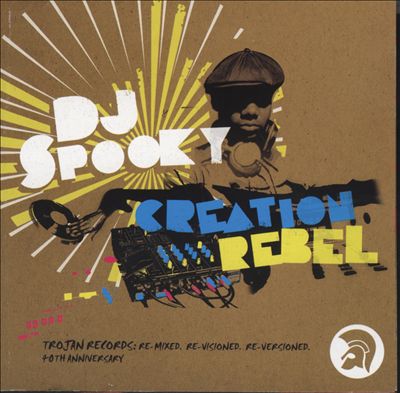 DJ
SPOOKY
CREATION
REBEL
TROJAN RECORDS: RE-MIXED. RE-VISIONED. RE-VERSIONED.
40TH ANNIVERSARY